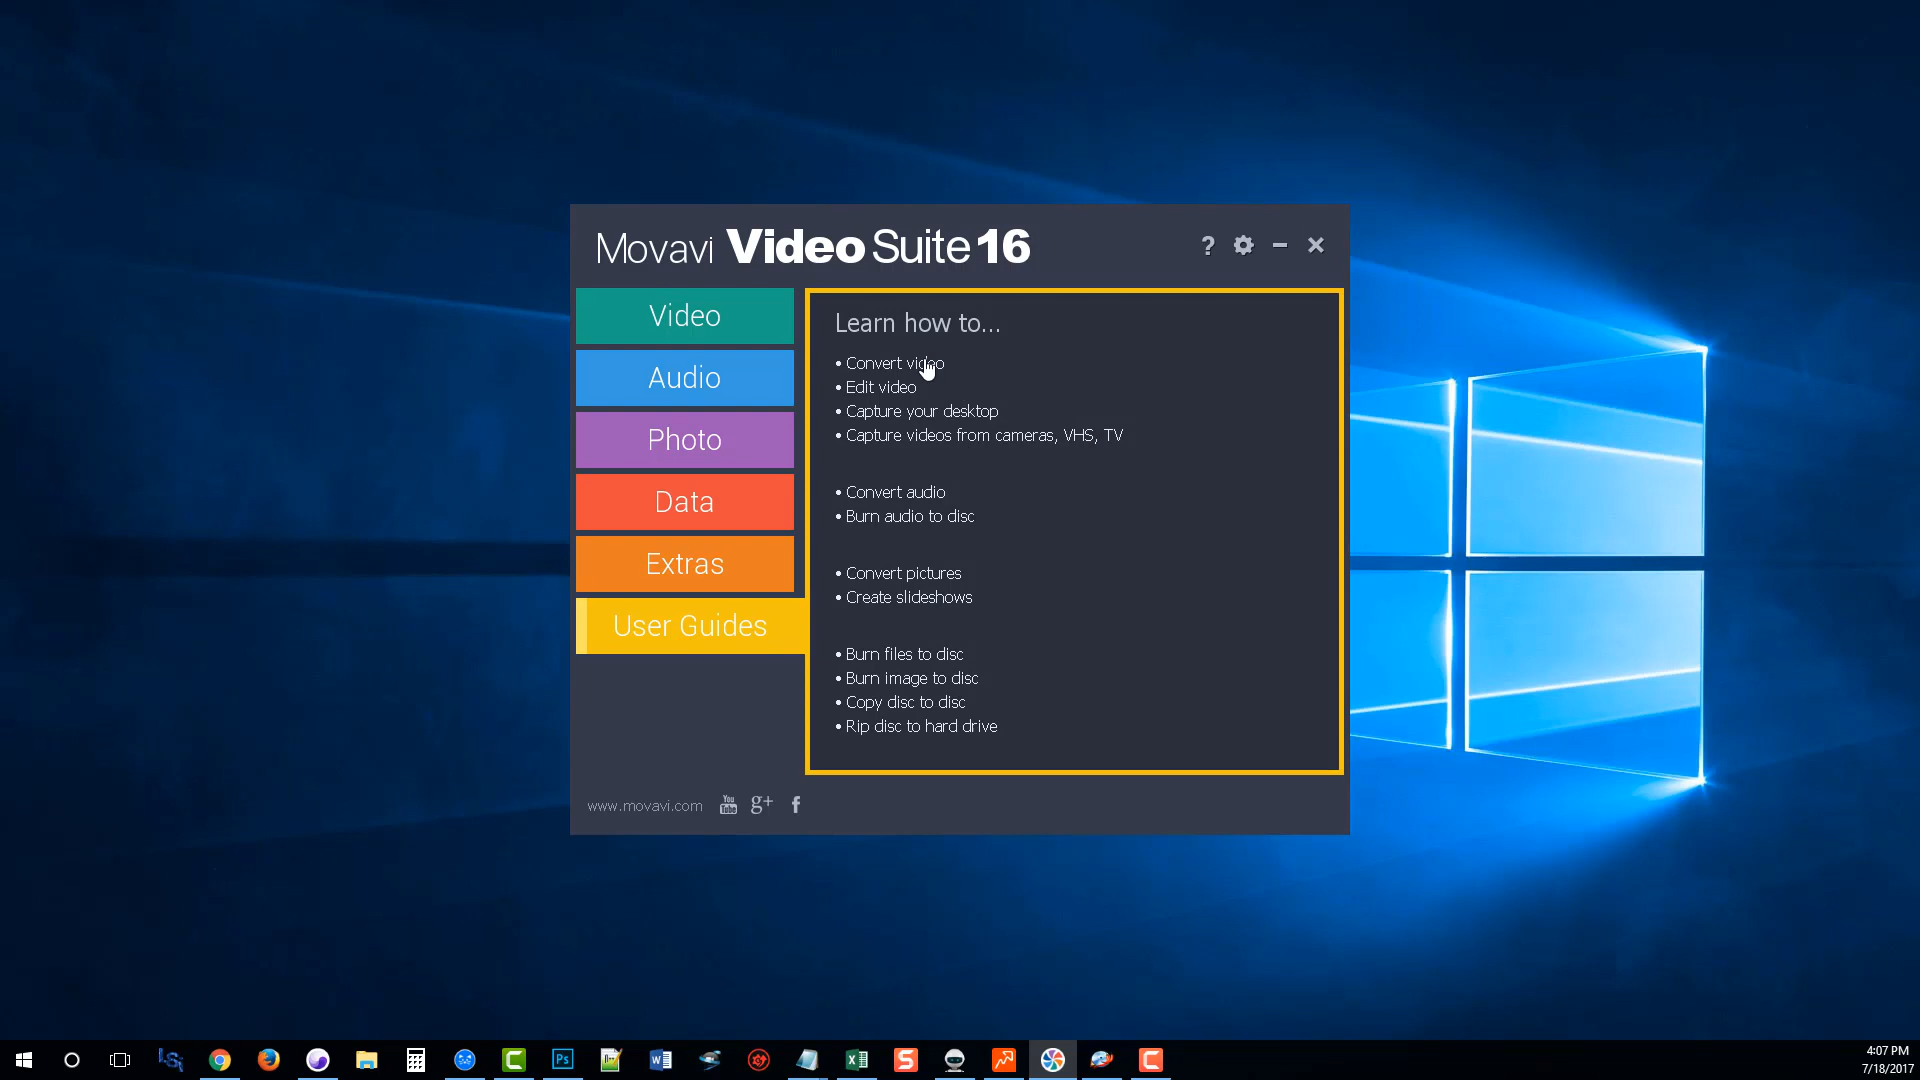 Movavi Video Suite 16
?
Video
Audio
Photo
Data
Extras
User Guides
Learn how to...
• Convert video
• Edit video
• Capture your desktop
• Capture videos from cameras, VHS, TV
• Convert audio
• Burn audio to disc
• Convert pictures
• Create slideshows
• Burn files to disc
• Burn image to disc
• Copy disc to disc
• Rip disc to hard drive
www.movavi.com You Tube g+ f
Ps
4:07 PM
7/18/2017